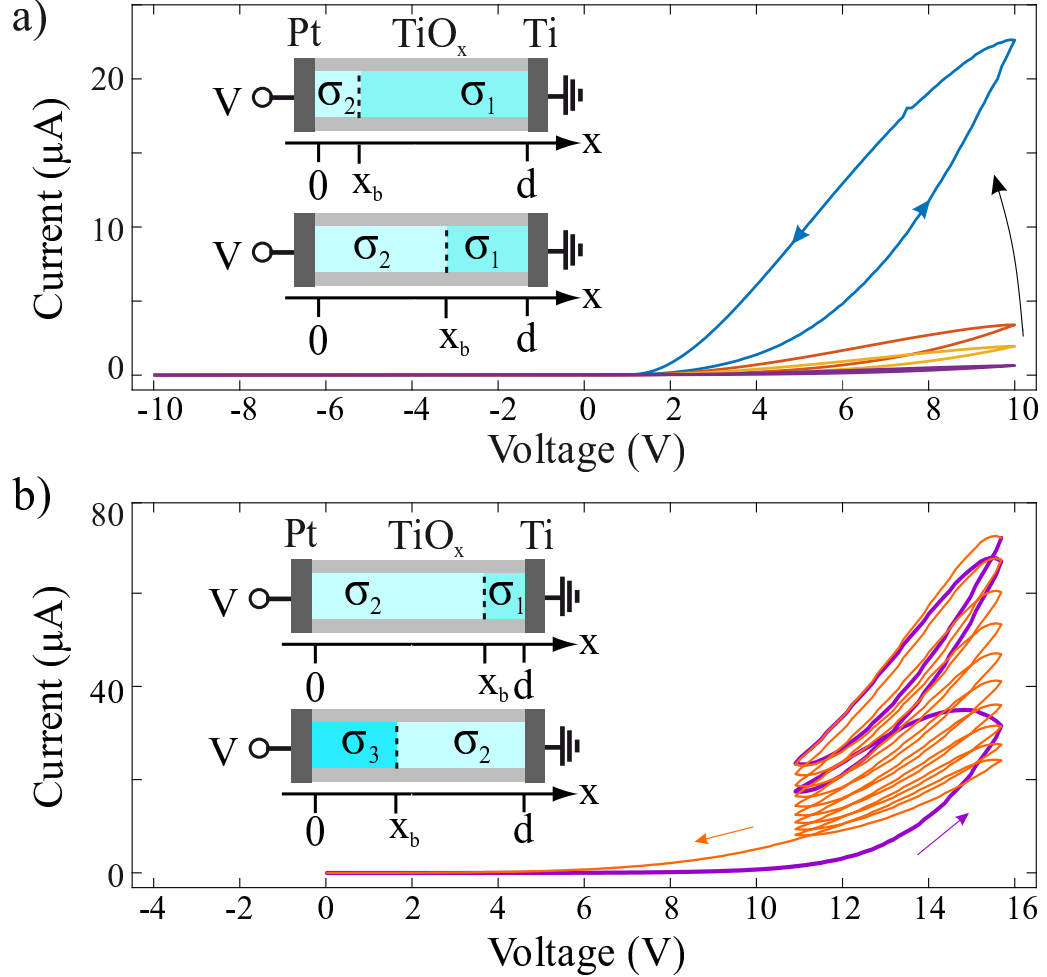 a)
Pt TiOx Ti
V σ2 σ1
x
0 xb d
V σ2 σ1
x
0 xb d
Current (μA)
20
10
0
-10 -8 -6 -4 -2 0 2 4 6 8 10
Voltage (V)
b)
Pt TiOx Ti
V σ2 σ1
x
0 xb d
V σ3 σ2
x
0 xb d
Current (μA)
80
40
0
-4 -2 0 2 4 6 8 10 12 14 16
Voltage (V)